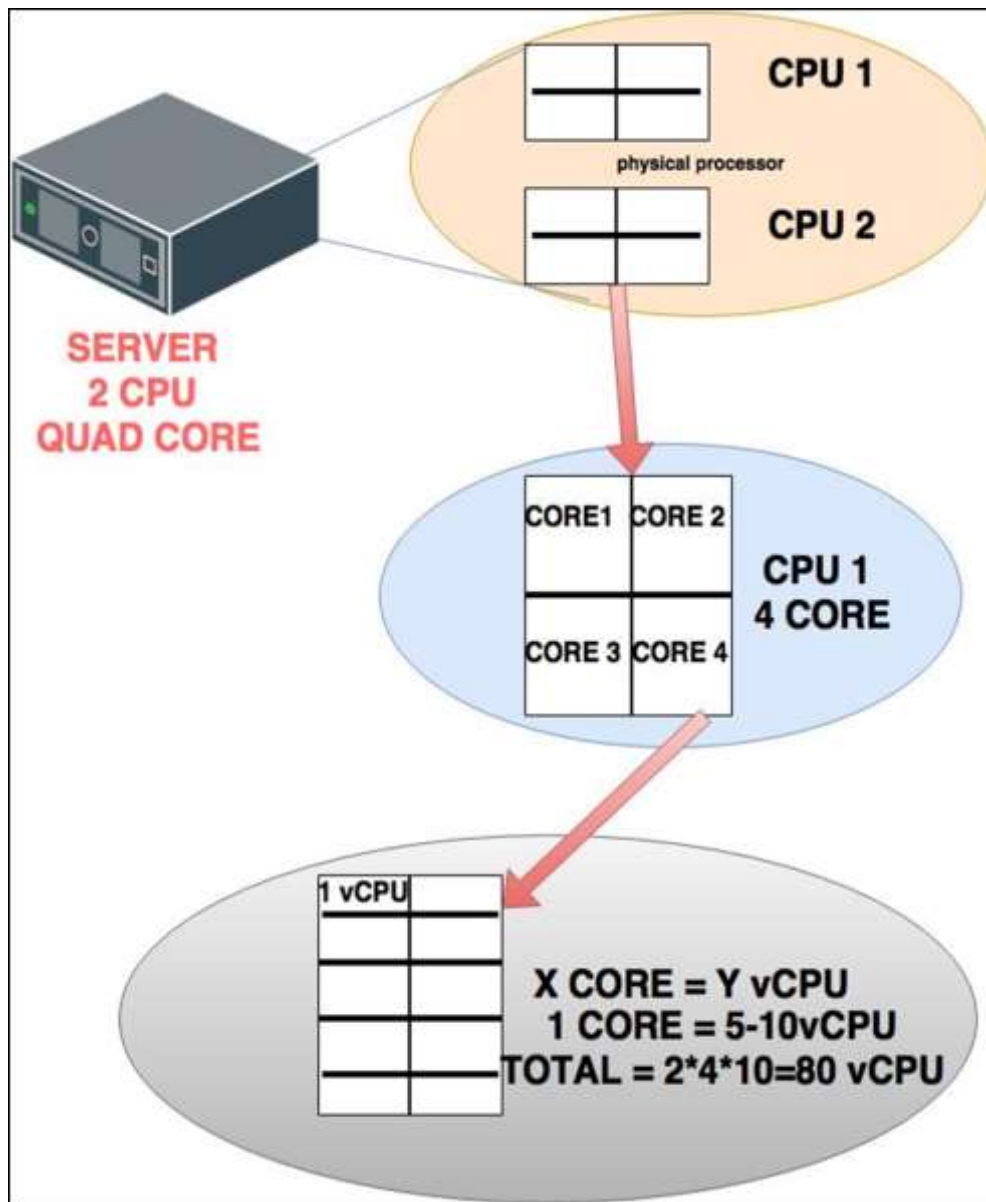 CPU 1
physical processor
CPU 2
SERVER
2 CPU
QUAD CORE
CORE1 CORE 2
CORE 3 CORE 4
CPU 1
4 CORE
1 vCPU
X CORE = Y vCPU
1 CORE = 5-10vCPU
TOTAL = 2*4*10=80 vCPU